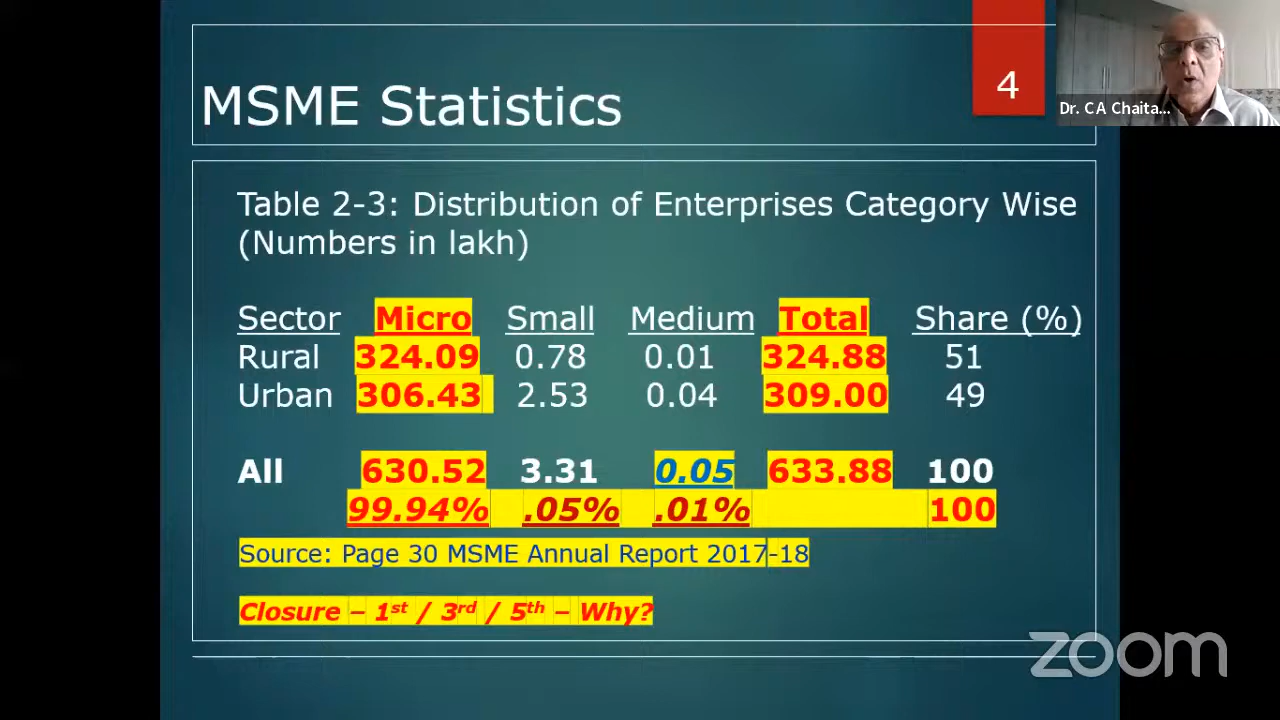 MSME Statistics
4
Dr. C A Chaita...
Table 2-3: Distribution of Enterprises Category Wise
(Numbers in lakh)
Sector Micro Small Medium Total Share (%)
Rural 324.09 0.78 0.01 324.88 51
Urban 306.43 2.53 0.04 309.00 49
All 630.52 3.31 0.05 633.88 100
99.94% .05% .01% 100
Source: Page 30 MSME Annual Report 2017-18
Closure – 1st / 3rd / 5th – Why?
zoom